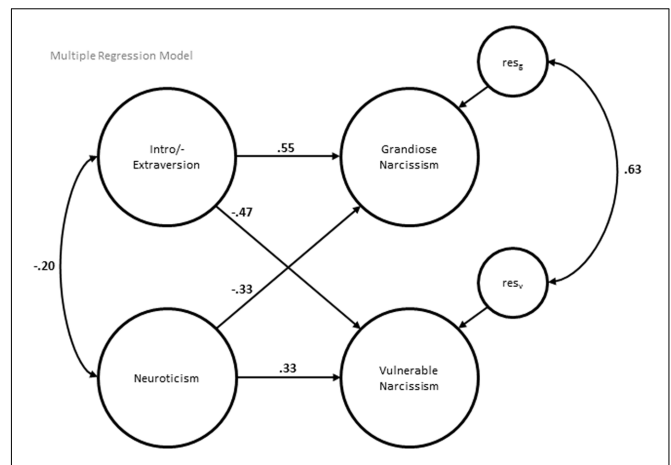 Multiple Regression Model
res_g
Intro/-
Extraversion
.55
Grandiose
Narcissism
-.47
.63
-.20
-.33
res_v
Neuroticism
.33
Vulnerable
Narcissism